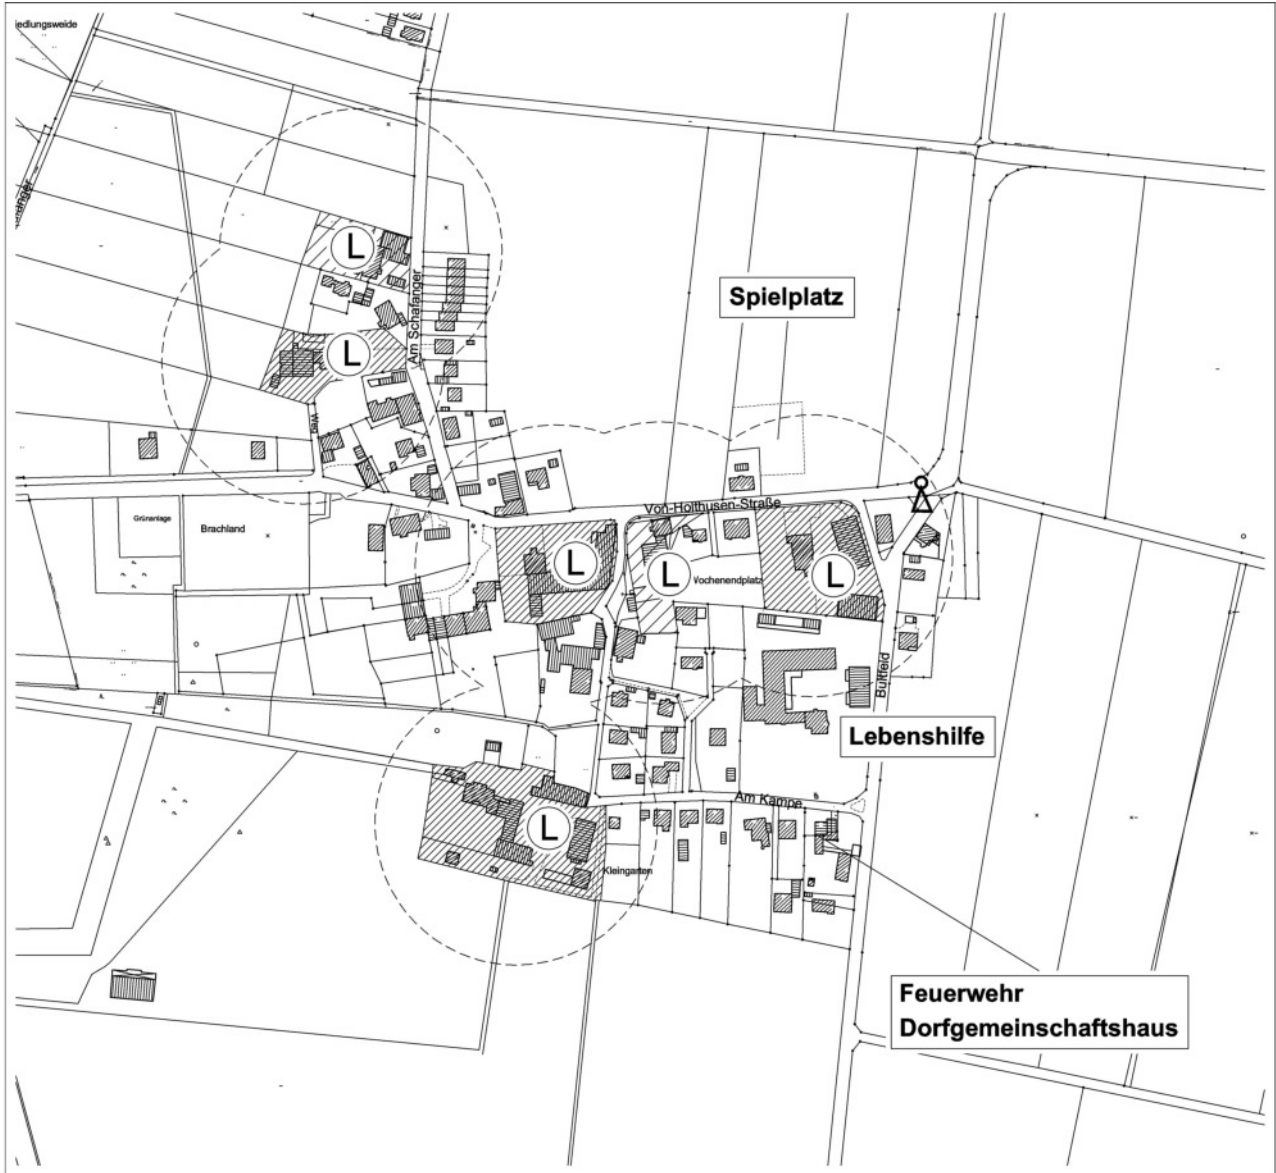 iedlungsweide
L
Am Schafanger
Spielplatz
L
Weg
Von-Holthusen-Straße
Grünanlage
Brachland
L
L
Wochenendplatz
L
Bultfeld
Lebenshilfe
Am Kampe
L
Kleingarten
Feuerwehr
Dorfgemeinschaftshaus